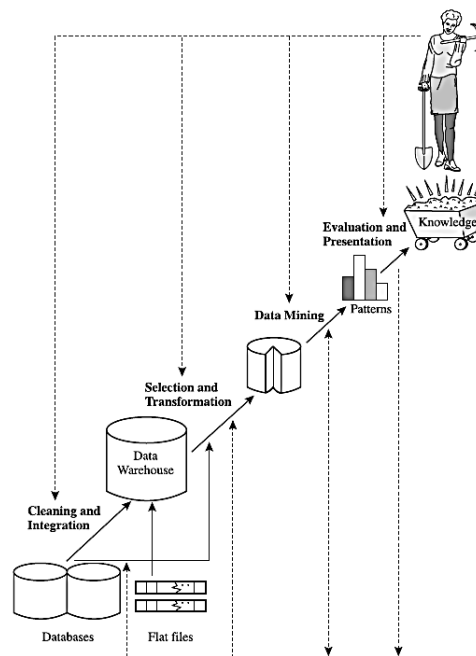 Knowledge
Evaluation and
Presentation
Patterns
Data Mining
Selection and
Transformation
Data
Warehouse
Cleaning and
Integration
Databases
Flat files